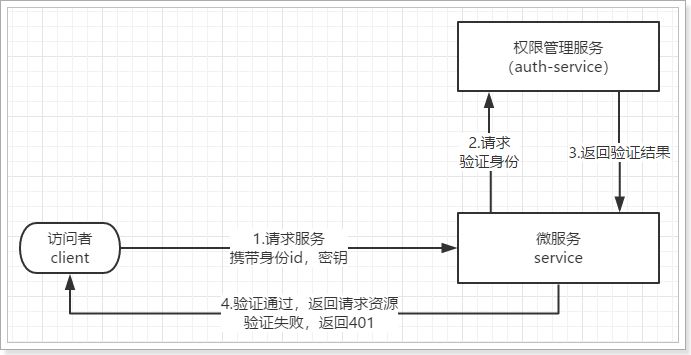 权限管理服务
（auth-service）
2.请求
验证身份
3.返回验证结果
访问者
client
1.请求服务
携带身份id，密钥
微服务
service
4.验证通过，返回请求资源
验证失败，返回401